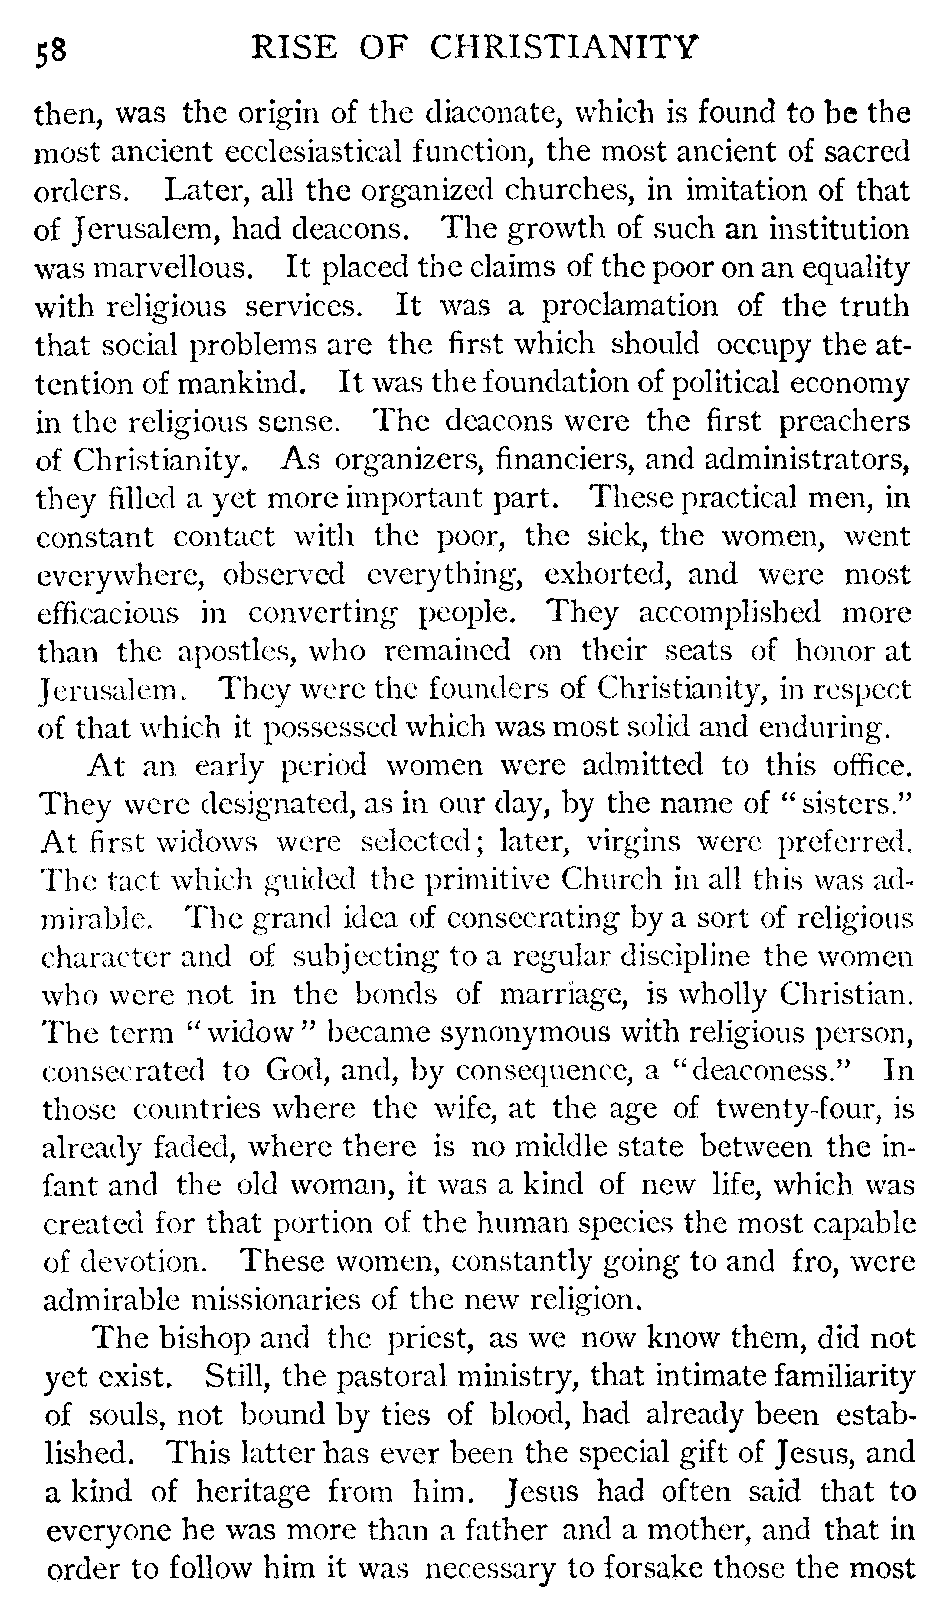 58 RISE OF CHRISTIANITY
then, was the origin of the diaconate, which is found to be the
most ancient ecclesiastical function, the most ancient of sacred
orders. Later, all the organized churches, in imitation of that
of Jerusalem, had deacons. The growth of such an institution
was marvellous. It placed the claims of the poor on an equality
with religious services. It was a proclamation of the truth
that social problems are the first which should occupy the at-
tention of mankind. It was the foundation of political economy
in the religious sense. The deacons were the first preachers
of Christianity. As organizers, financiers, and administrators,
they filled a yet more important part. These practical men, in
constant contact with the poor, the sick, the women, went
everywhere, observed everything, exhorted, and were most
efficacious in converting people. They accomplished more
than the apostles, who remained on their seats of honor at
Jerusalem. They were the founders of Christianity, in respect
of that which it possessed which was most solid and enduring.
At an early period women were admitted to this office.
They were designated, as in our day, by the name of "sisters."
At first widows were selected; later, virgins were preferred.
The tact which guided the primitive Church in all this was ad-
mirable. The grand idea of consecrating by a sort of religious
character and of subjecting to a regular discipline the women
who were not in the bonds of marriage, is wholly Christian.
The term "widow" became synonymous with religious person,
consecrated to God, and, by consequence, a "deaconess." In
those countries where the wife, at the age of twenty-four, is
already faded, where there is no middle state between the in-
fant and the old woman, it was a kind of new life, which was
created for that portion of the human species the most capable
of devotion. These women, constantly going to and fro, were
admirable missionaries of the new religion.
The bishop and the priest, as we now know them, did not
yet exist. Still, the pastoral ministry, that intimate familiarity
of souls, not bound by ties of blood, had already been estab-
lished. This latter has ever been the special gift of Jesus, and
a kind of heritage from him. Jesus had often said that to
everyone he was more than a father and a mother, and that in
order to follow him it was necessary to forsake those the most